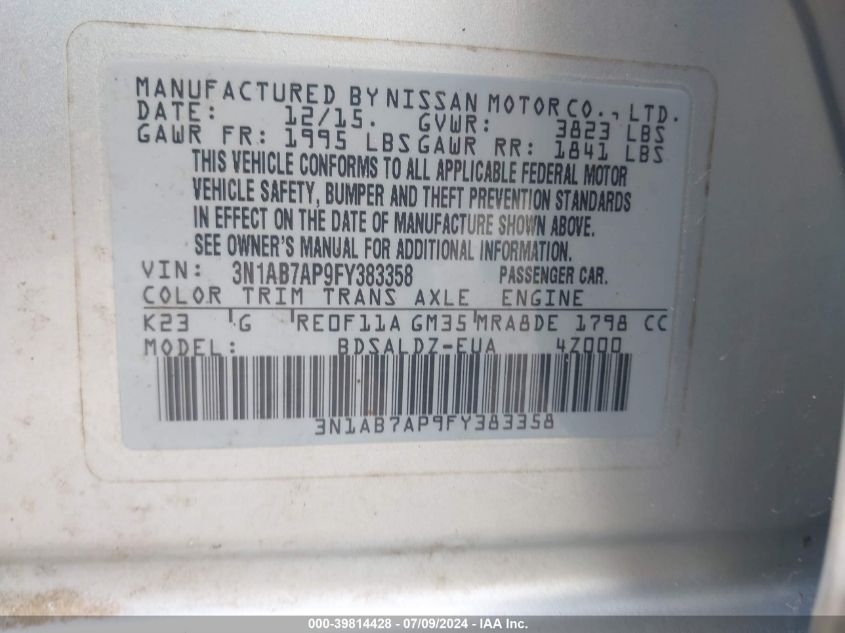 MANUFACTURED BY NISSAN MOTOR CO., LTD.
DATE: 12/15. GVWR: 3823 LBS
GAWR FR: 1995 LBS GAWR RR: 1841 LBS
THIS VEHICLE CONFORMS TO ALL APPLICABLE FEDERAL MOTOR
VEHICLE SAFETY, BUMPER AND THEFT PREVENTION STANDARDS
IN EFFECT ON THE DATE OF MANUFACTURE SHOWN ABOVE.
SEE OWNER'S MANUAL FOR ADDITIONAL INFORMATION.
VIN: 3N1AB7AP9FY383358 PASSENGER CAR.
COLOR TRIM TRANS AXLE ENGINE
K23 G RE0F11A GM35 MRA8DE 1798 CC
MODEL: BDSALDZ-EUA 4Z000
3N1AB7AP9FY383358
000-39814428 - 07/09/2024 - IAA Inc.